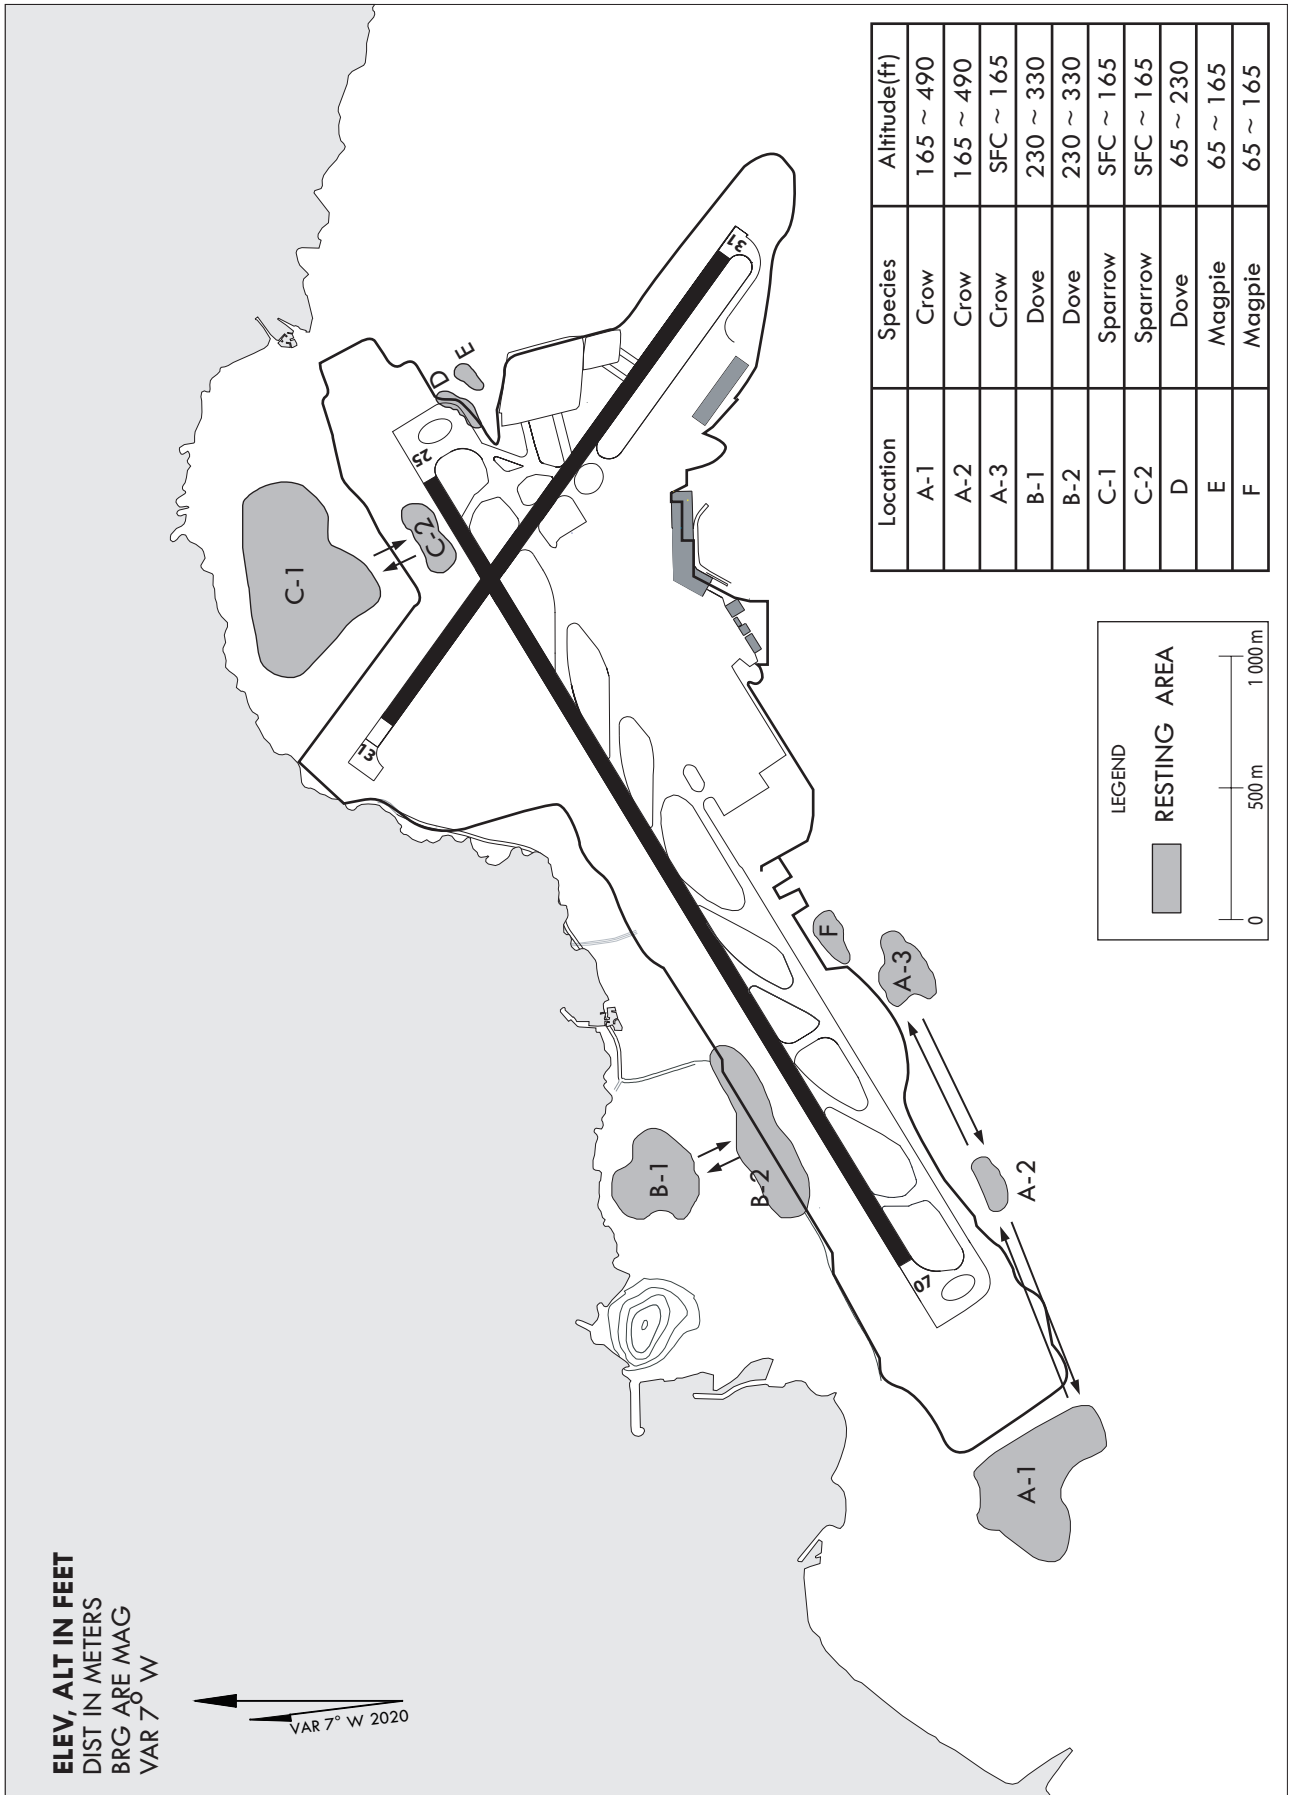 ELEV, ALT IN FEET
DIST IN METERS
BRG ARE MAG
VAR 7° W
VAR 7° W 2020
C-1
C-2
D
E
25
31
13
B-1
B-2
F
A-3
A-2
07
A-1
LEGEND
RESTING AREA
0 500 m 1 000 m
Location Species Altitude(ft)
A-1 Crow 165 ~ 490
A-2 Crow 165 ~ 490
A-3 Crow SFC ~ 165
B-1 Dove 230 ~ 330
B-2 Dove 230 ~ 330
C-1 Sparrow SFC ~ 165
C-2 Sparrow SFC ~ 165
D Dove 65 ~ 230
E Magpie 65 ~ 165
F Magpie 65 ~ 165